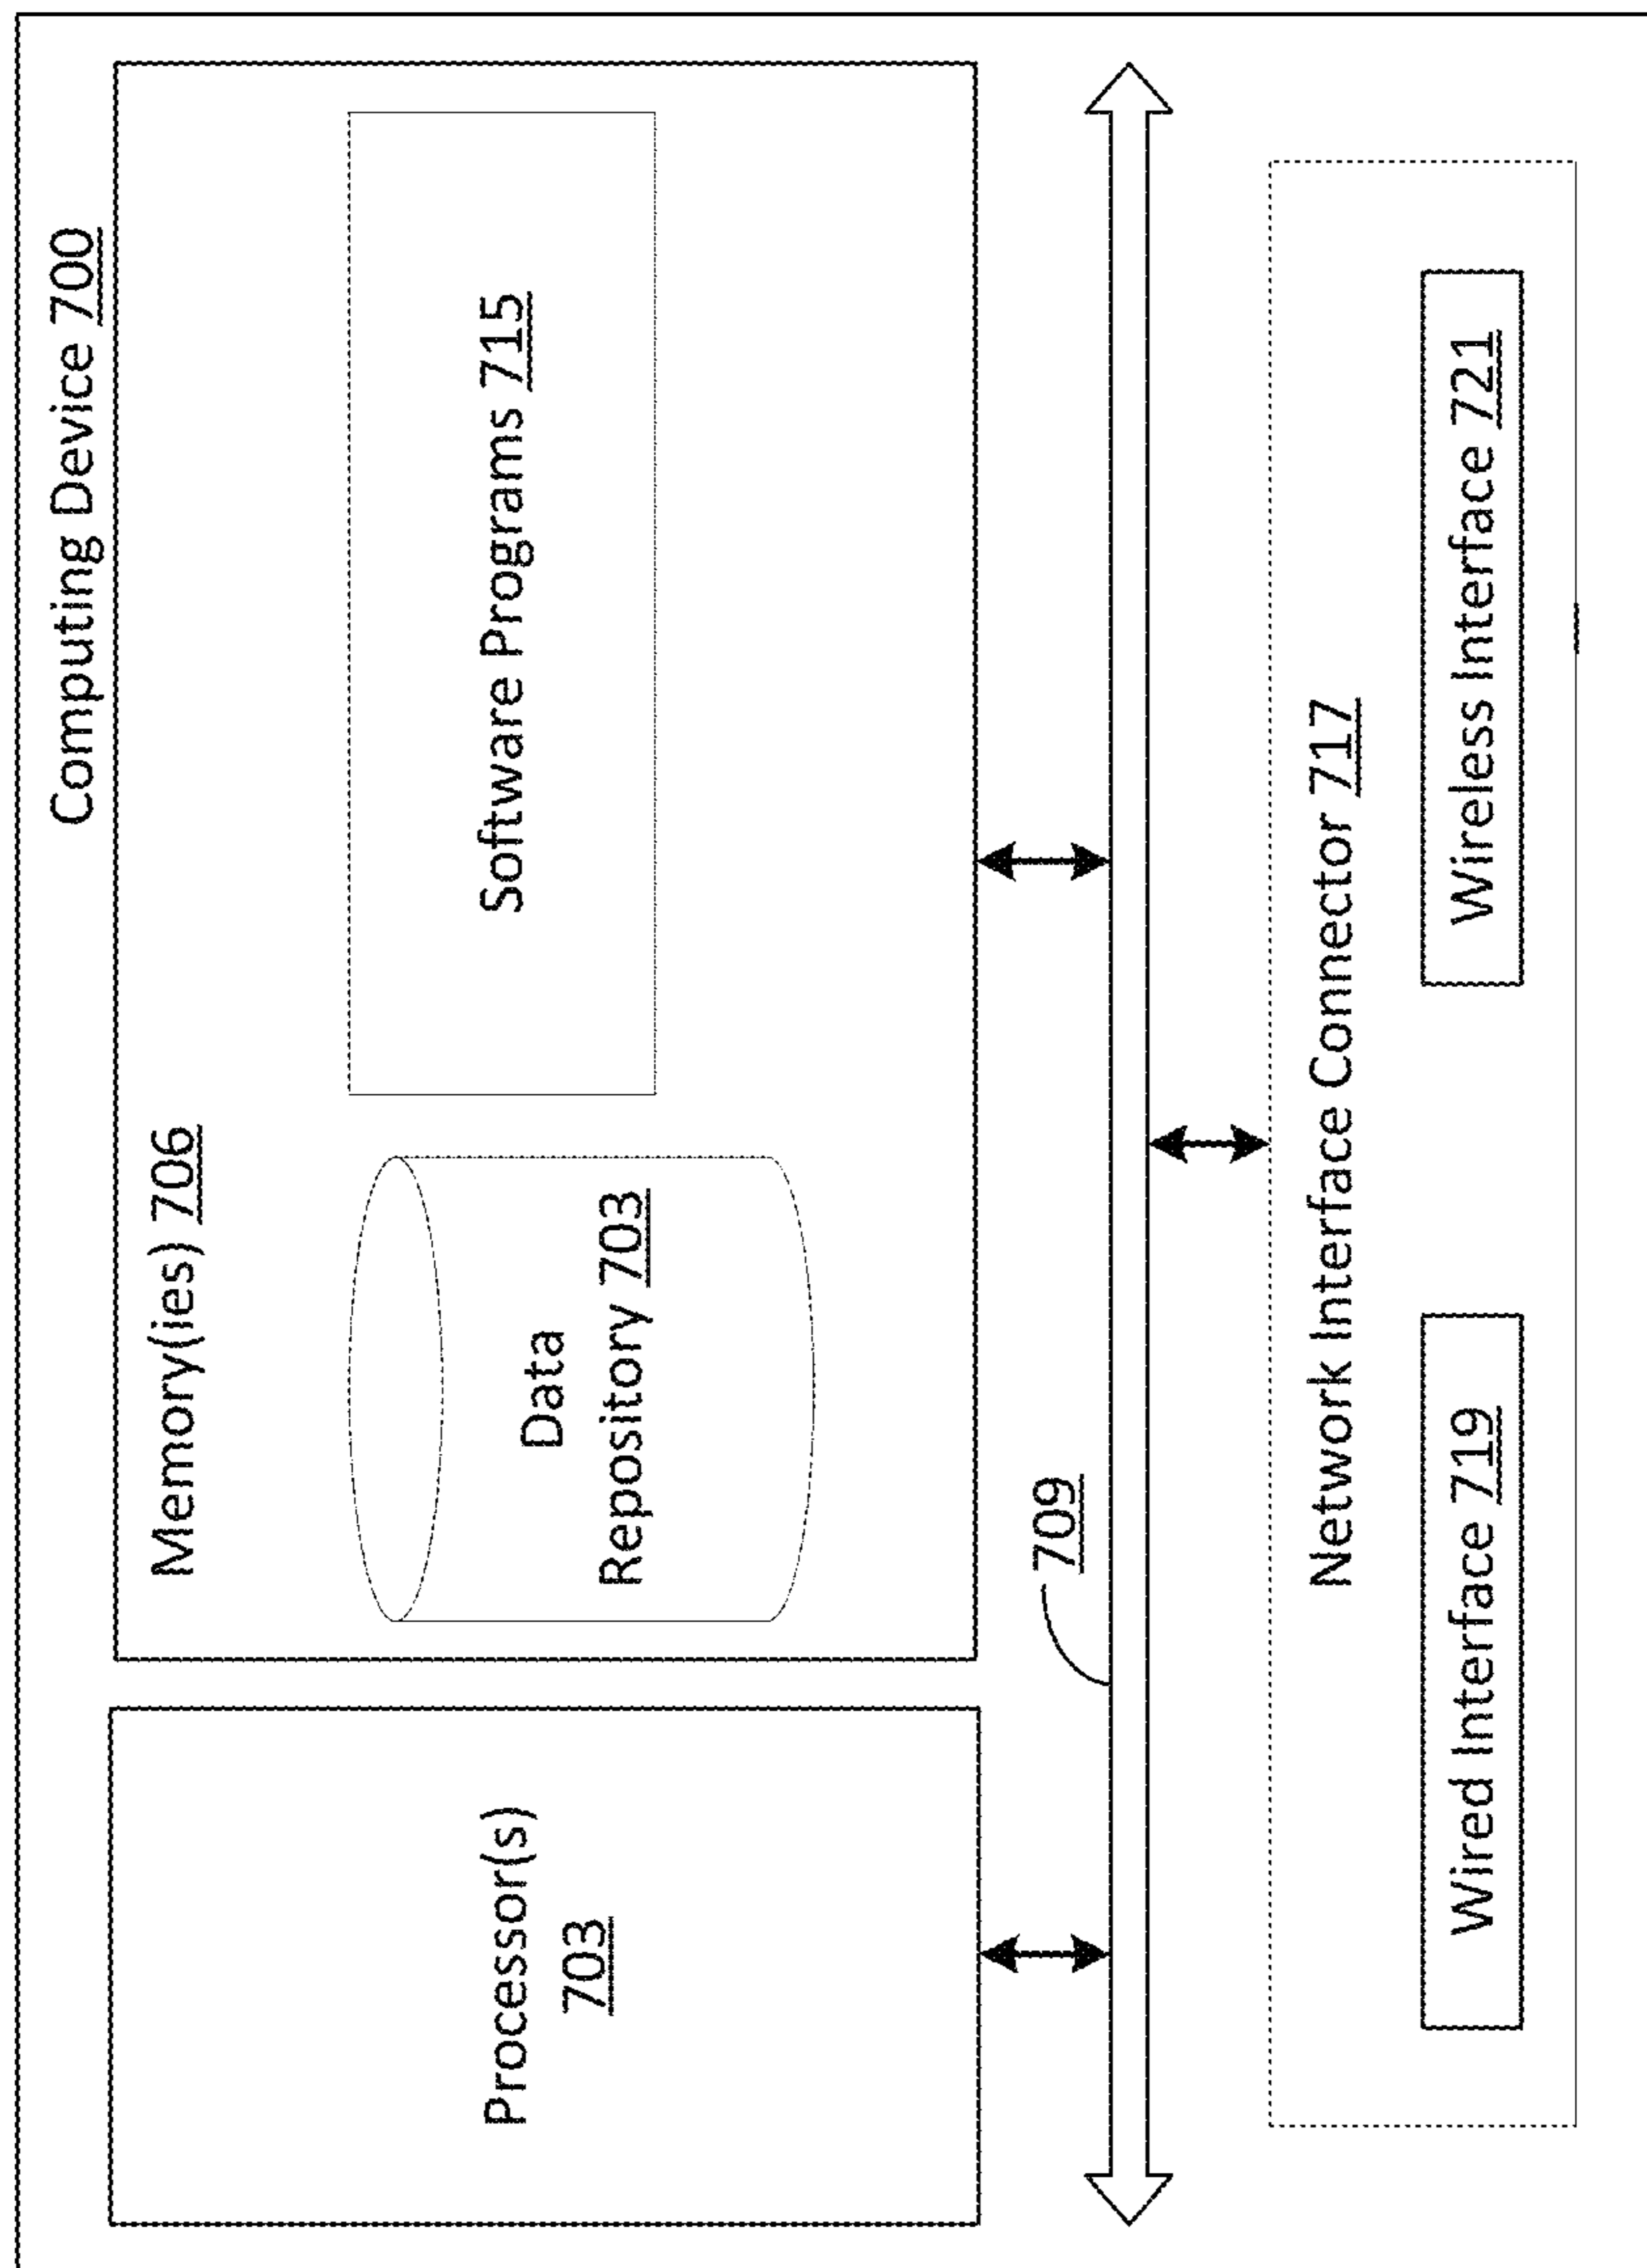 Computing Device 700
Processor(s)
703
Memory(ies) 706
Data
Repository 703
Software Programs 715
709
Network Interface Connector 717
Wired Interface 719
Wireless Interface 721